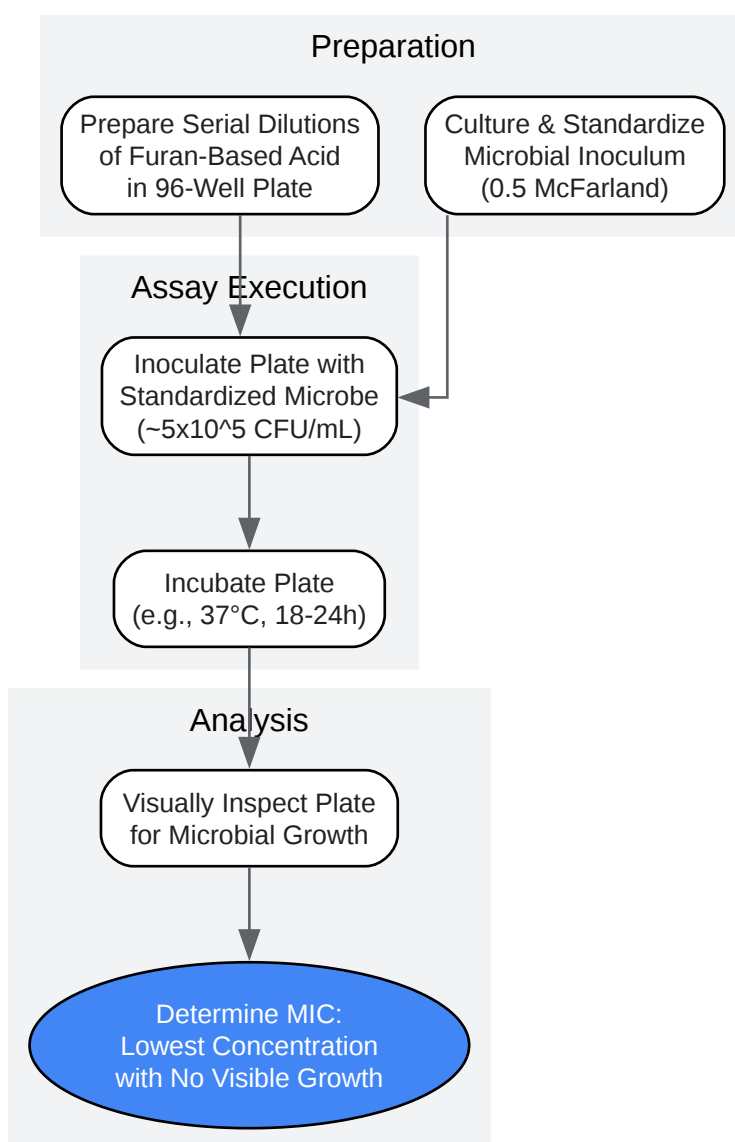 Preparation
Prepare Serial Dilutions
of Furan-Based Acid
in 96-Well Plate
Culture & Standardize
Microbial Inoculum
(0.5 McFarland)
Assay Execution
Inoculate Plate with
Standardized Microbe
(~5x10^5 CFU/mL)
Incubate Plate
(e.g., 37°C, 18-24h)
Analysis
Visually Inspect Plate
for Microbial Growth
Determine MIC:
Lowest Concentration
with No Visible Growth